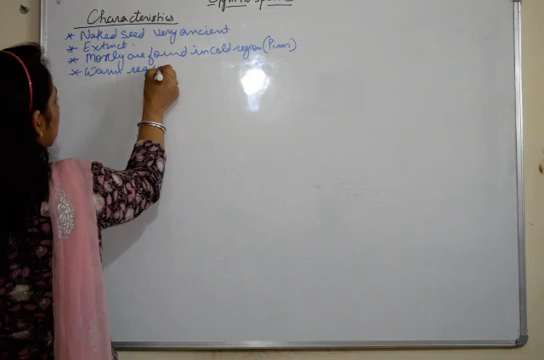 Characteristics
* Naked seed very ancient
* Extinct.
* Mostly are found in cold region (Pinus)
* Warm